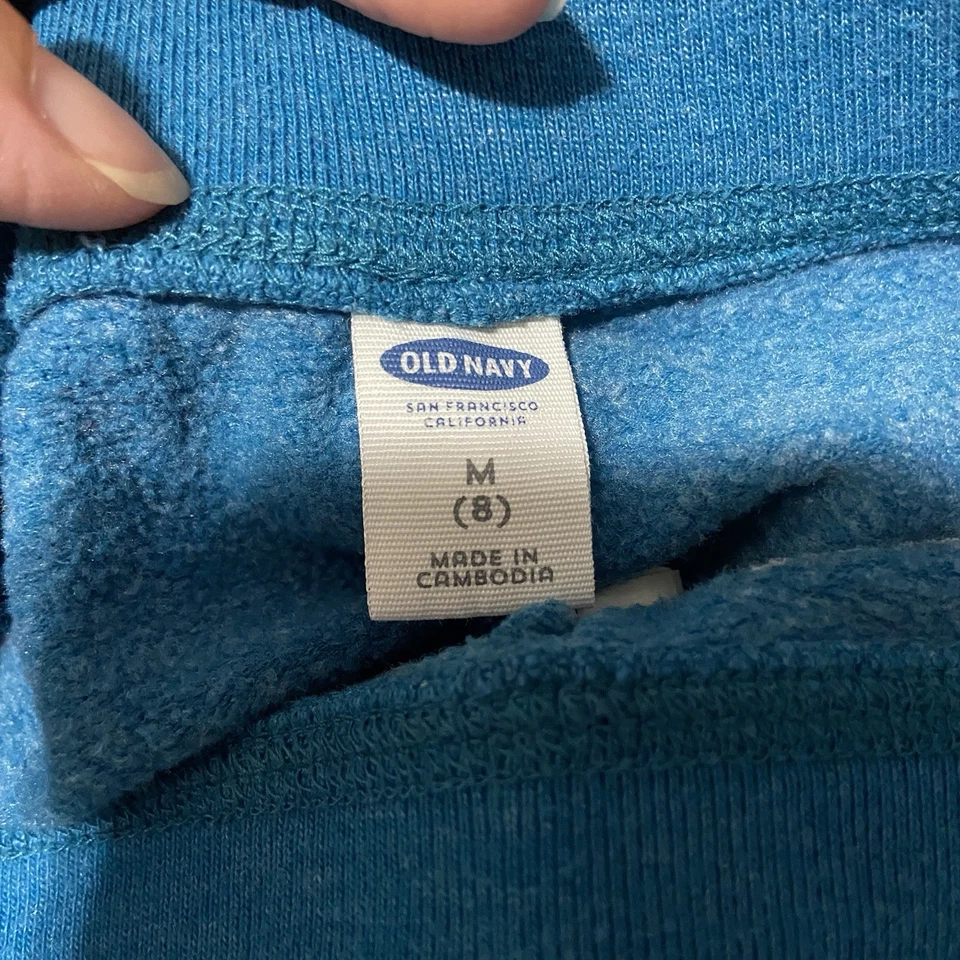 OLD NAVY
SAN FRANCISCO
CALIFORNIA
M
(8)
MADE IN
CAMBODIA